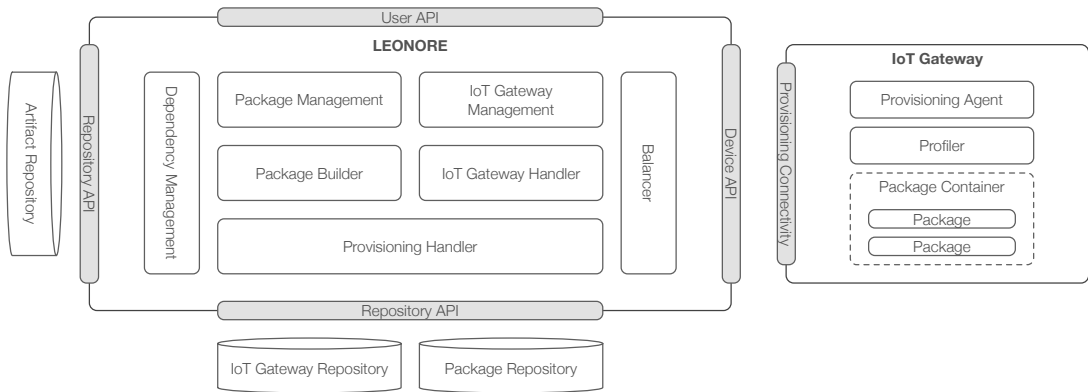 User API
LEONORE
Artifact Repository
Repository API
Dependency Management
Package Management
IoT Gateway
Management
Package Builder
IoT Gateway Handler
Provisioning Handler
Balancer
Device API
Repository API
IoT Gateway Repository
Package Repository
Provisioning Connectivity
IoT Gateway
Provisioning Agent
Profiler
Package Container
Package
Package